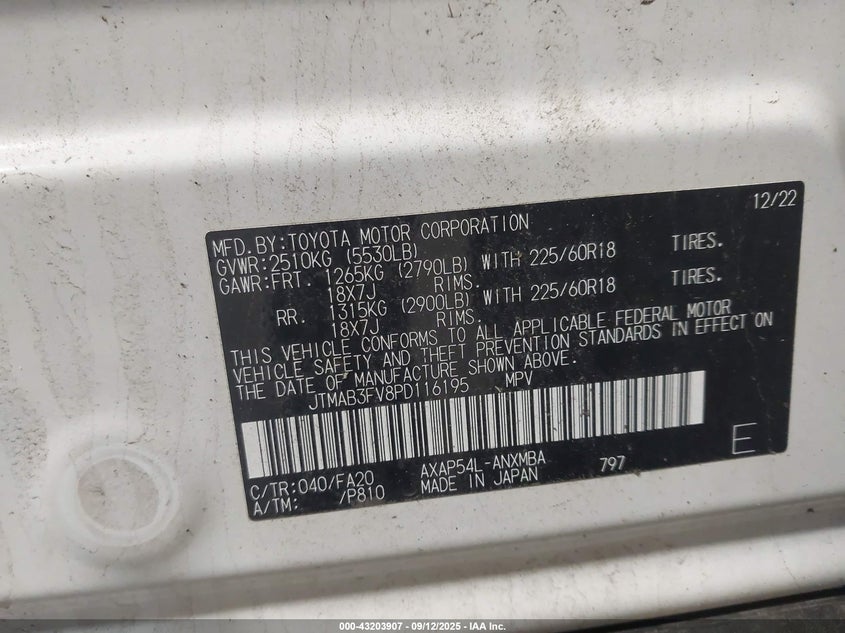 12/22
MFD.BY:TOYOTA MOTOR CORPORATION
GVWR:2510KG (5530LB)
GAWR:FRT. 1265KG (2790LB) WITH 225/60R18 TIRES.
18X7J RIMS.
RR. 1315KG (2900LB) WITH 225/60R18 TIRES.
18X7J RIMS.
THIS VEHICLE CONFORMS TO ALL APPLICABLE FEDERAL MOTOR
VEHICLE SAFETY AND THEFT PREVENTION STANDARDS IN EFFECT ON
THE DATE OF MANUFACTURE SHOWN ABOVE.
JTMAB3FV8PD116195 MPV
C/TR:040/FA20 AXAP54L-ANXMBA 797 E
A/TM: /P810 MADE IN JAPAN
000-43203907 - 09/12/2025 - IAA Inc.